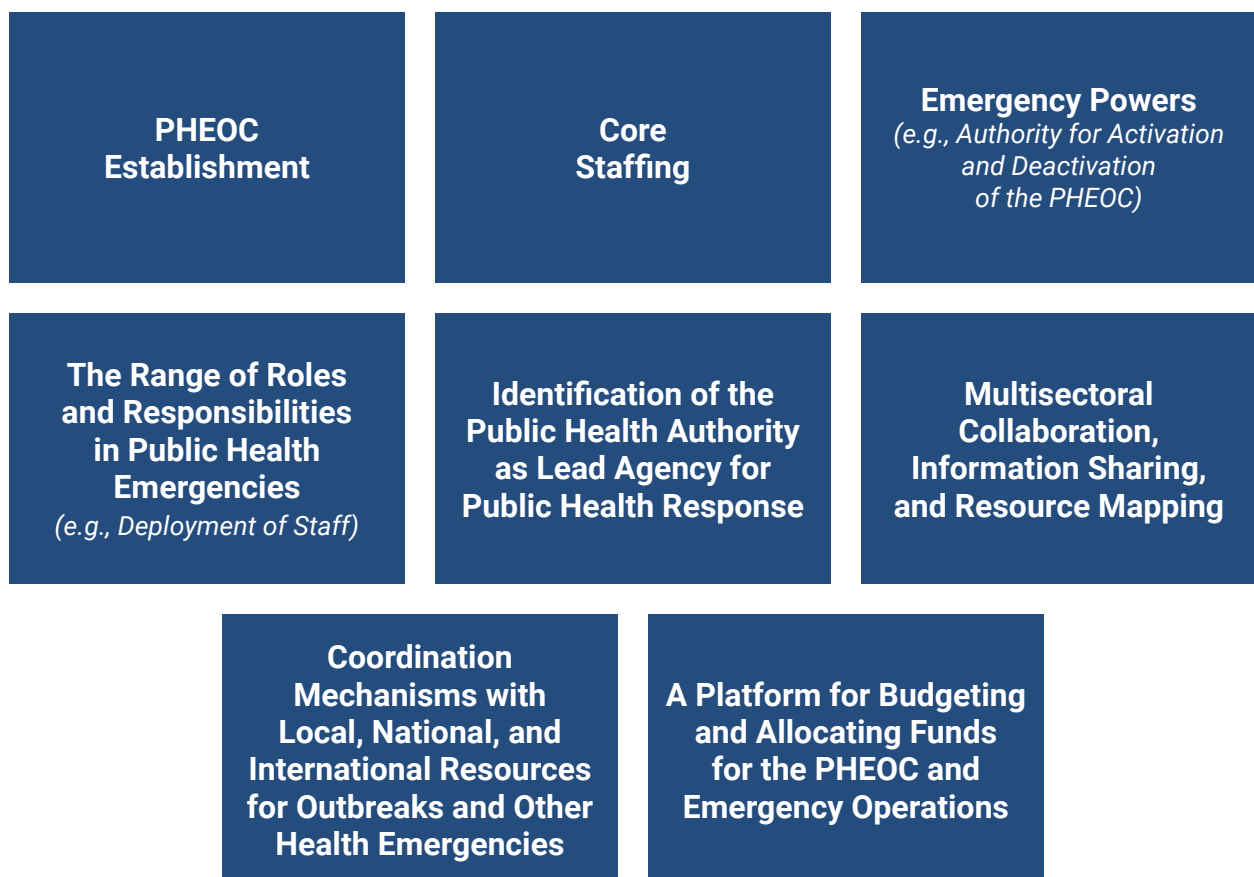 PHEOC
Establishment
Core
Staffing
Emergency Powers
(e.g., Authority for Activation
and Deactivation
of the PHEOC)
The Range of Roles
and Responsibilities
in Public Health
Emergencies
(e.g., Deployment of Staff)
Identification of the
Public Health Authority
as Lead Agency for
Public Health Response
Multisectoral
Collaboration,
Information Sharing,
and Resource Mapping
Coordination
Mechanisms with
Local, National, and
International Resources
for Outbreaks and Other
Health Emergencies
A Platform for Budgeting
and Allocating Funds
for the PHEOC and
Emergency Operations